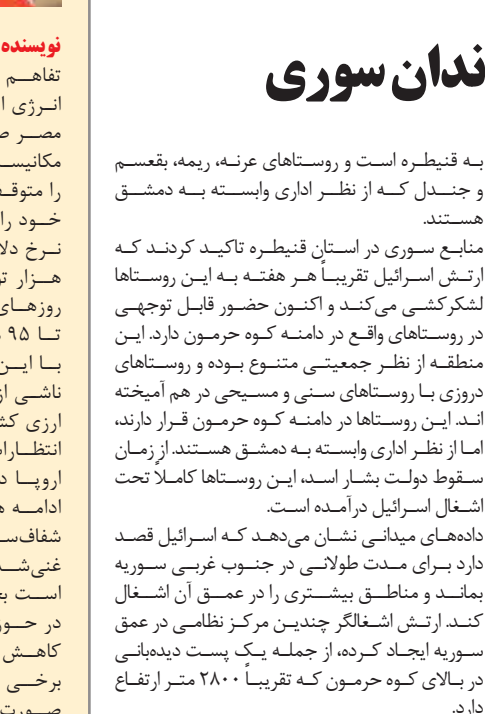 ندان سوری
به قنیطره است و روستاهای عرنه، ریمه، بقعسم
و جندل که از نظر اداری وابسته به دمشق
هستند.
منابع سوری در استان قنیطره تاکید کردند که
ارتش اسرائیل تقریباً هر هفته به این روستاها
لشکرکشی می‌کند و اکنون حضور قابل توجهی
در روستاهای واقع در دامنه کوه حرمون دارد. این
منطقه از نظر جمعیتی متنوع بوده و روستاهای
دروزی با روستاهای سنی و مسیحی در هم آمیخته
اند. این روستاها در دامنه کوه حرمون قرار دارند،
اما از نظر اداری وابسته به دمشق هستند. از زمان
سقوط دولت بشار اسد، این روستاها کاملاً تحت
اشغال اسرائیل درآمده است.
داده‌های میدانی نشان می‌دهد که اسرائیل قصد
دارد برای مدت طولانی در جنوب غربی سوریه
بماند و مناطق بیشتری را در عمق آن اشغال
کند. ارتش اشغالگر چندین مرکز نظامی در عمق
سوریه ایجاد کرده، از جمله یک پست دیده‌بانی
در بالای کوه حرمون که تقریباً ۲۸۰۰ متر ارتفاع
دارد.
نویسنده
تفاهم
انرژی ا
مصر ص
مکانیس
را متوقـ
خود را
نرخ دلا
هزار تو
روزهای
تا ۹۵
با این
ناشی از
ارزی کش
انتظارا
اروپا د
ادامه ه
شفاف‌سـ
غنی‌شـ
است بـ
در حوز
کاهش
برخی
صورت